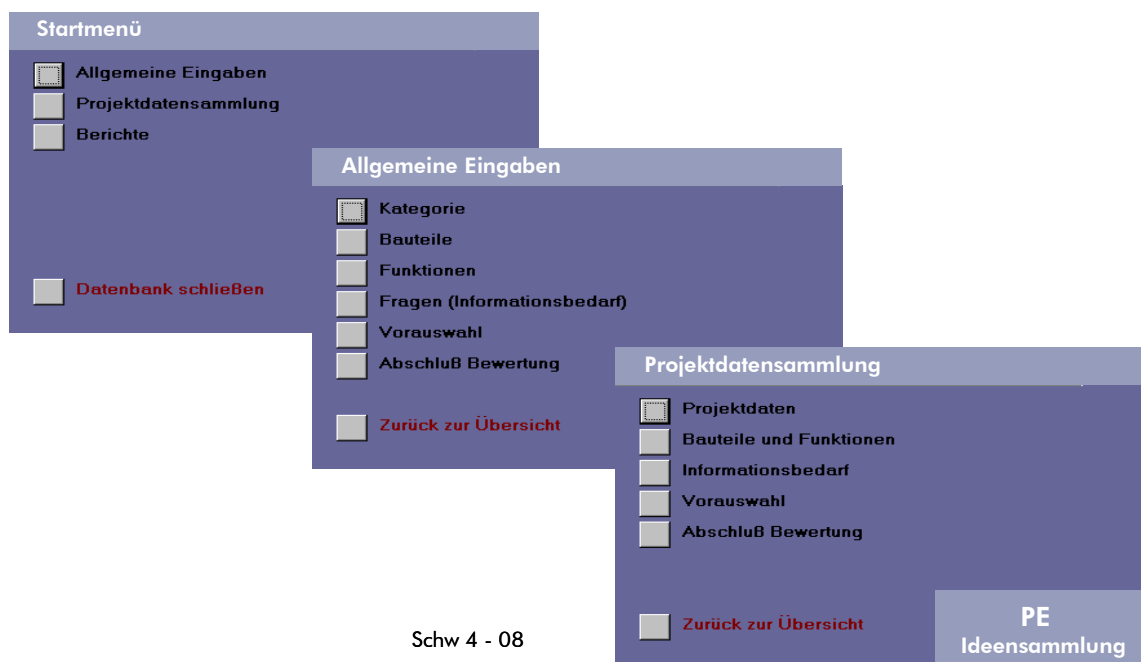 Startmenü
Allgemeine Eingaben
Projektdatensammlung
Berichte
Datenbank schließen
Allgemeine Eingaben
Kategorie
Bauteile
Funktionen
Fragen (Informationsbedarf)
Vorauswahl
Abschluß Bewertung
Zurück zur Übersicht
Projektdatensammlung
Projektdaten
Bauteile und Funktionen
Informationsbedarf
Vorauswahl
Abschluß Bewertung
Zurück zur Übersicht
PE
Ideensammlung
Schw 4 - 08